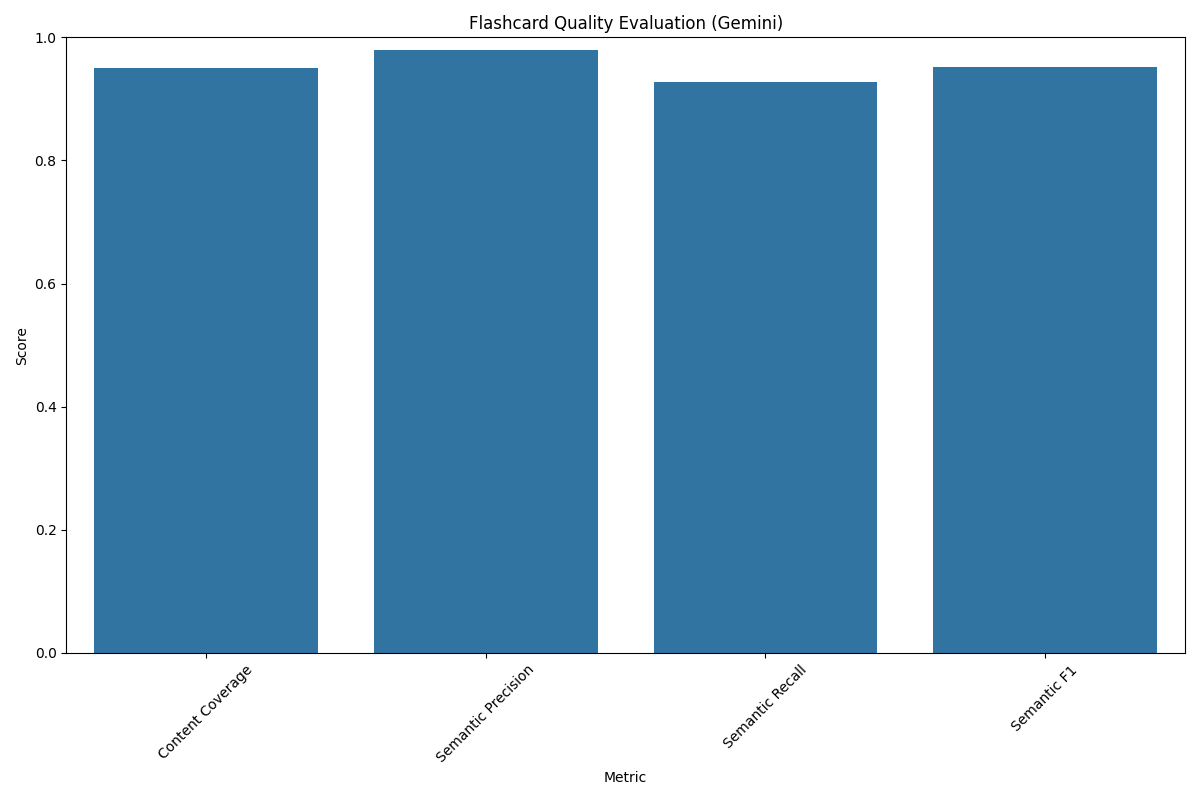 Flashcard Quality Evaluation (Gemini)
1.0
0.8
0.6
0.4
0.2
0.0
Score
Content Coverage
Semantic Precision
Semantic Recall
Semantic F1
Metric